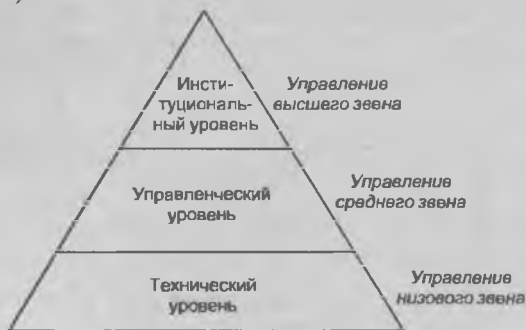 Инсти-
туциональ-
ный уровень
Управление
высшего звена
Управленческий
уровень
Управление
среднего звена
Технический
уровень
Управление
низового звена